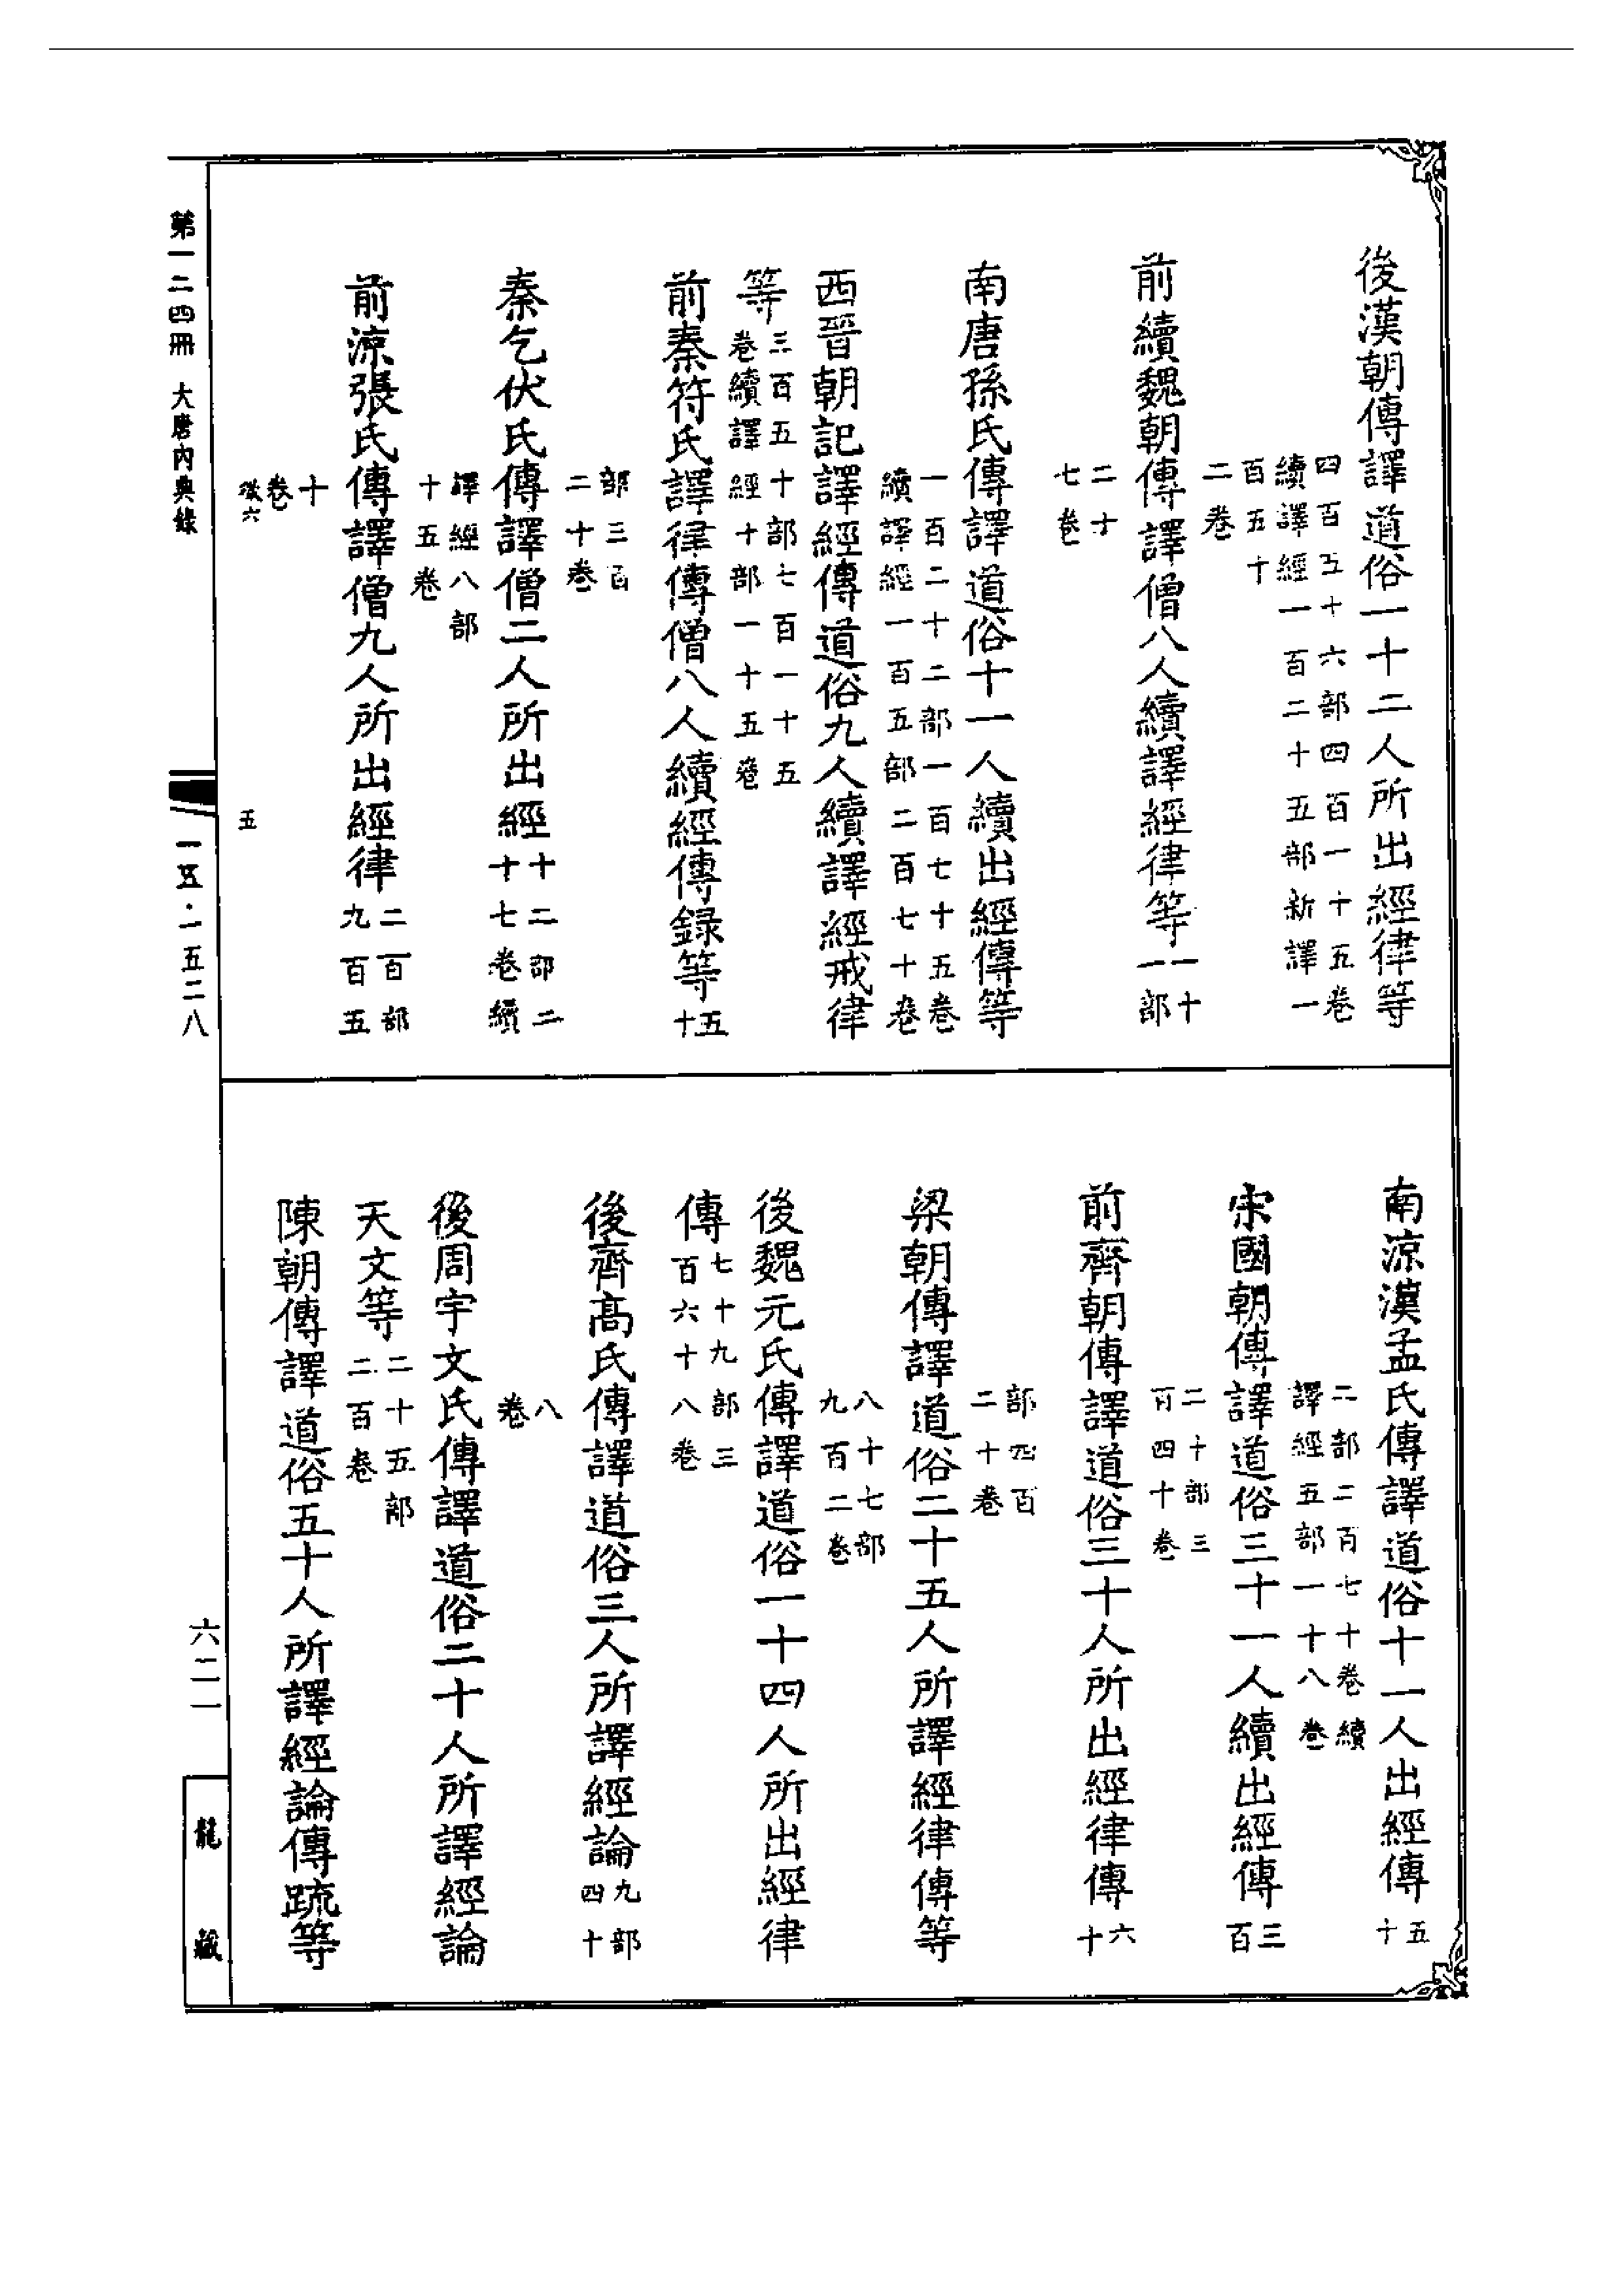 後漢朝傳譯道俗一十二人所出經律等
四百五十六部四百一十五卷
續譯經一百二十五部新譯一
百五十
二卷
前續魏朝傳譯僧八人續譯經律等一十
一部
二十
七卷
南唐孫氏傳譯道俗十一人續出經傳等
一百二十二部一百七十五卷
續譯經一百五部二百七十卷
西晉朝記譯經傳道俗九人續譯經戒律
等三百五十部七百一十五
卷續譯經十部一十五卷
前秦符氏譯律傳僧八人續經傳録等五
十
部三百
二十卷
秦乞伏氏傳譯僧二人所出經十二部二
十七卷續
譯經八部
十五卷
前涼張氏傳譯僧九人所出經律二百部
九百五
十
卷
南涼漢孟氏傳譯道俗十一人出經傳五
十
二部二百七十卷續
譯經五部一十八卷
宋國朝傳譯道俗三十一人續出經傳三
百
二十部三
百四十卷
前齊朝傳譯道俗三十人所出經律傳六
十
部四百
二十卷
梁朝傳譯道俗二十五人所譯經律傳等
八十七部
九百二卷
後魏元氏傳譯道俗一十四人所出經律
傳七十九部三
百六十八卷
後齊髙氏傳譯道俗三人所譯經論九部
四十
八
卷
後周宇文氏傳譯道俗二十人所譯經論
天文等二十五部
二百卷
陳朝傳譯道俗五十人所譯經論傳疏等
第一二四冊 大唐內典錄
五
一五·一五二八
六二一
龍藏